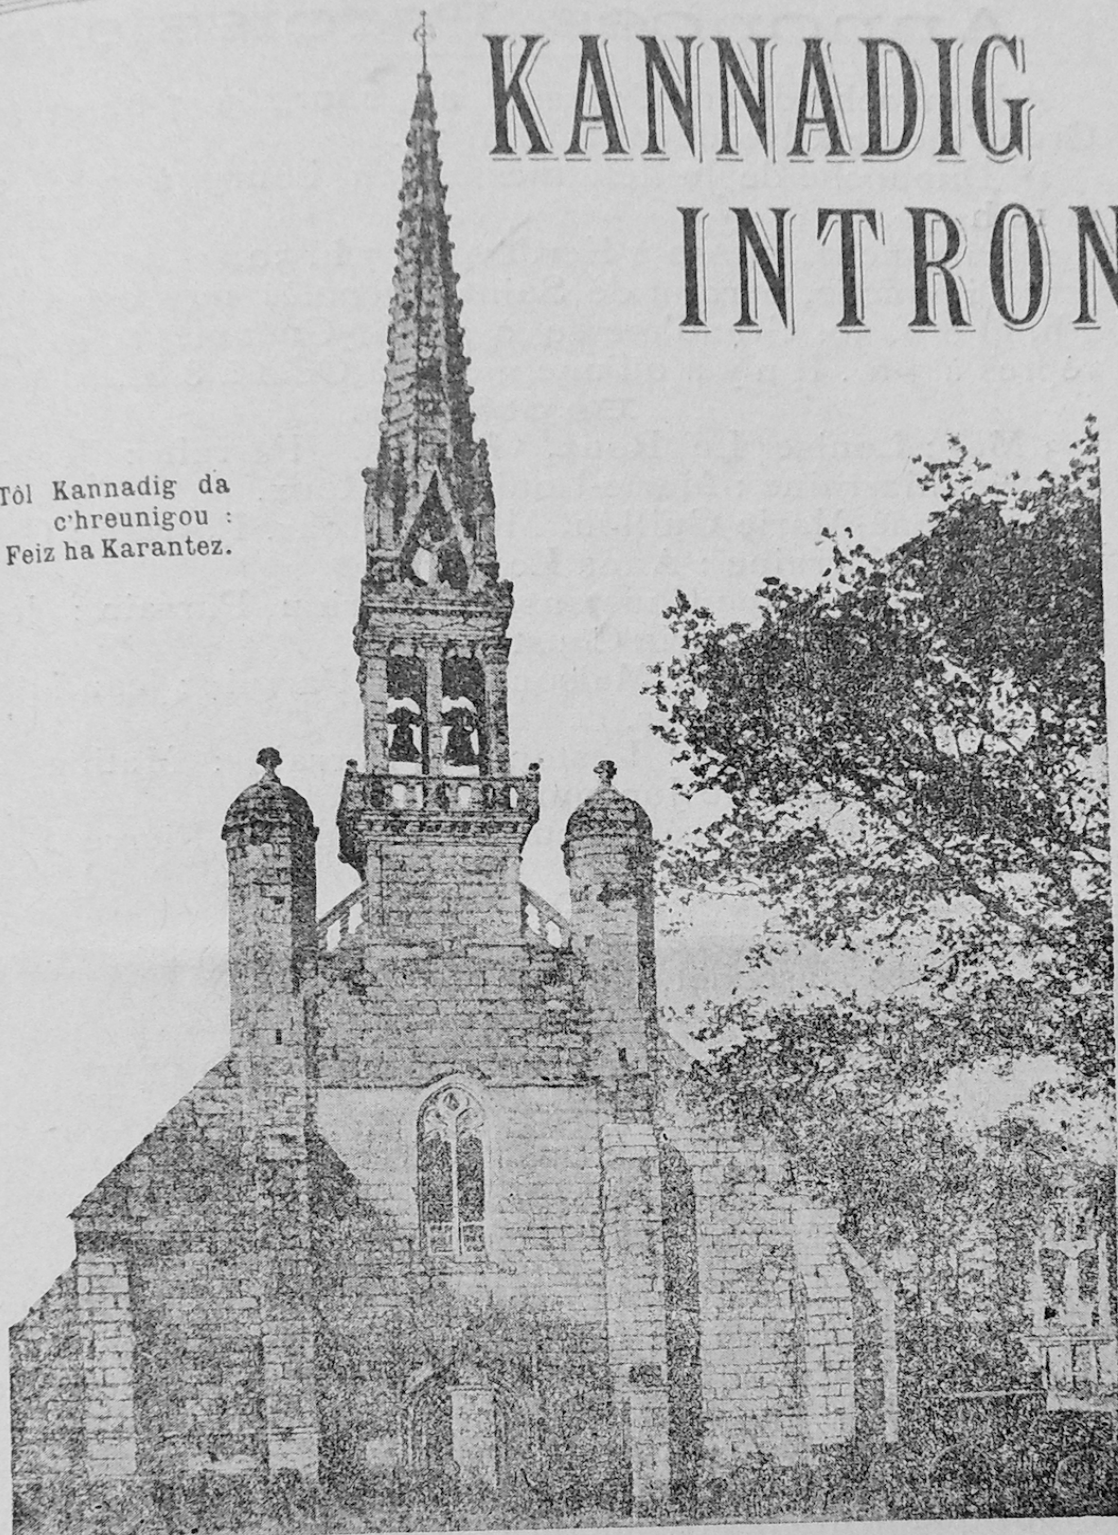 KANNADIG
INTRON
Tôl Kannadig da
c'hreunigou :
Feiz ha Karantez.